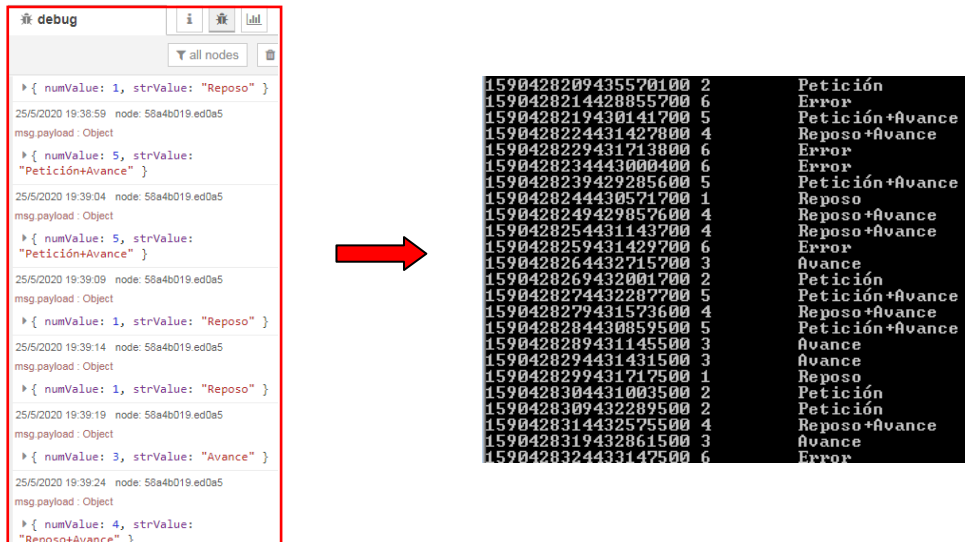 debug
i
all nodes
{ numValue: 1, strValue: "Reposo" }
25/5/2020 19:38:59 node: 58a4b019.ed0a5
msg.payload : Object
{ numValue: 5, strValue:
"Petición+Avance" }
25/5/2020 19:39:04 node: 58a4b019.ed0a5
msg.payload : Object
{ numValue: 5, strValue:
"Petición+Avance" }
25/5/2020 19:39:09 node: 58a4b019.ed0a5
msg.payload : Object
{ numValue: 1, strValue: "Reposo" }
25/5/2020 19:39:14 node: 58a4b019.ed0a5
msg.payload : Object
{ numValue: 1, strValue: "Reposo" }
25/5/2020 19:39:19 node: 58a4b019.ed0a5
msg.payload : Object
{ numValue: 3, strValue: "Avance" }
25/5/2020 19:39:24 node: 58a4b019.ed0a5
msg.payload : Object
{ numValue: 4, strValue:
"Reposo+Avance" }
1590428209435570100 2 Petición
1590428214428855700 6 Error
1590428219430141700 5 Petición+Avance
1590428224431427800 4 Reposo+Avance
1590428229431713800 6 Error
1590428234443000400 6 Error
1590428239429285600 5 Petición+Avance
1590428244430571700 1 Reposo
1590428249429857600 4 Reposo+Avance
1590428254431143700 4 Reposo+Avance
1590428259431429700 6 Error
1590428264432715700 3 Avance
1590428269432001700 2 Petición
1590428274432287700 5 Petición+Avance
1590428279431573600 4 Reposo+Avance
1590428284430859500 5 Petición+Avance
1590428289431145500 3 Avance
1590428294431431500 3 Avance
1590428299431717500 1 Reposo
1590428304431003500 2 Petición
1590428309432289500 2 Petición
1590428314432575500 4 Reposo+Avance
1590428319432861500 3 Avance
1590428324433147500 6 Error